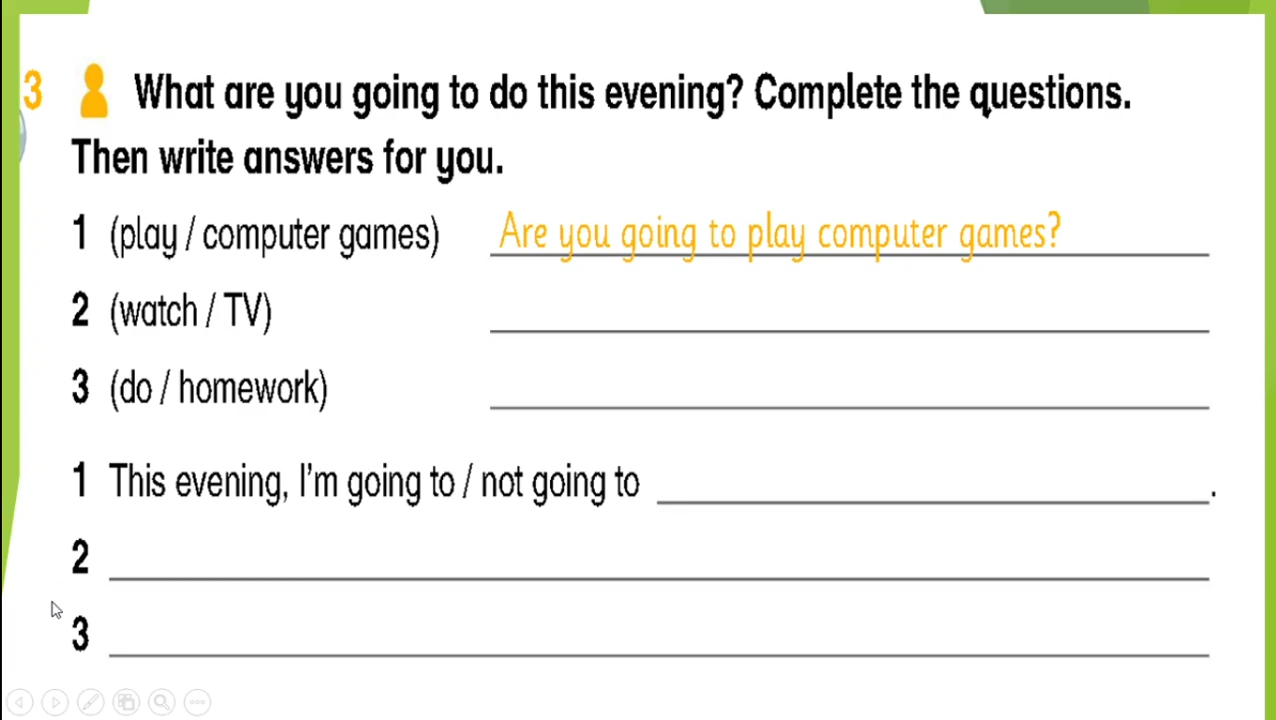 3 What are you going to do this evening? Complete the questions.
Then write answers for you.
1 (play / computer games) Are you going to play computer games?
2 (watch / TV)
3 (do / homework)
1 This evening, I'm going to / not going to .
2
3